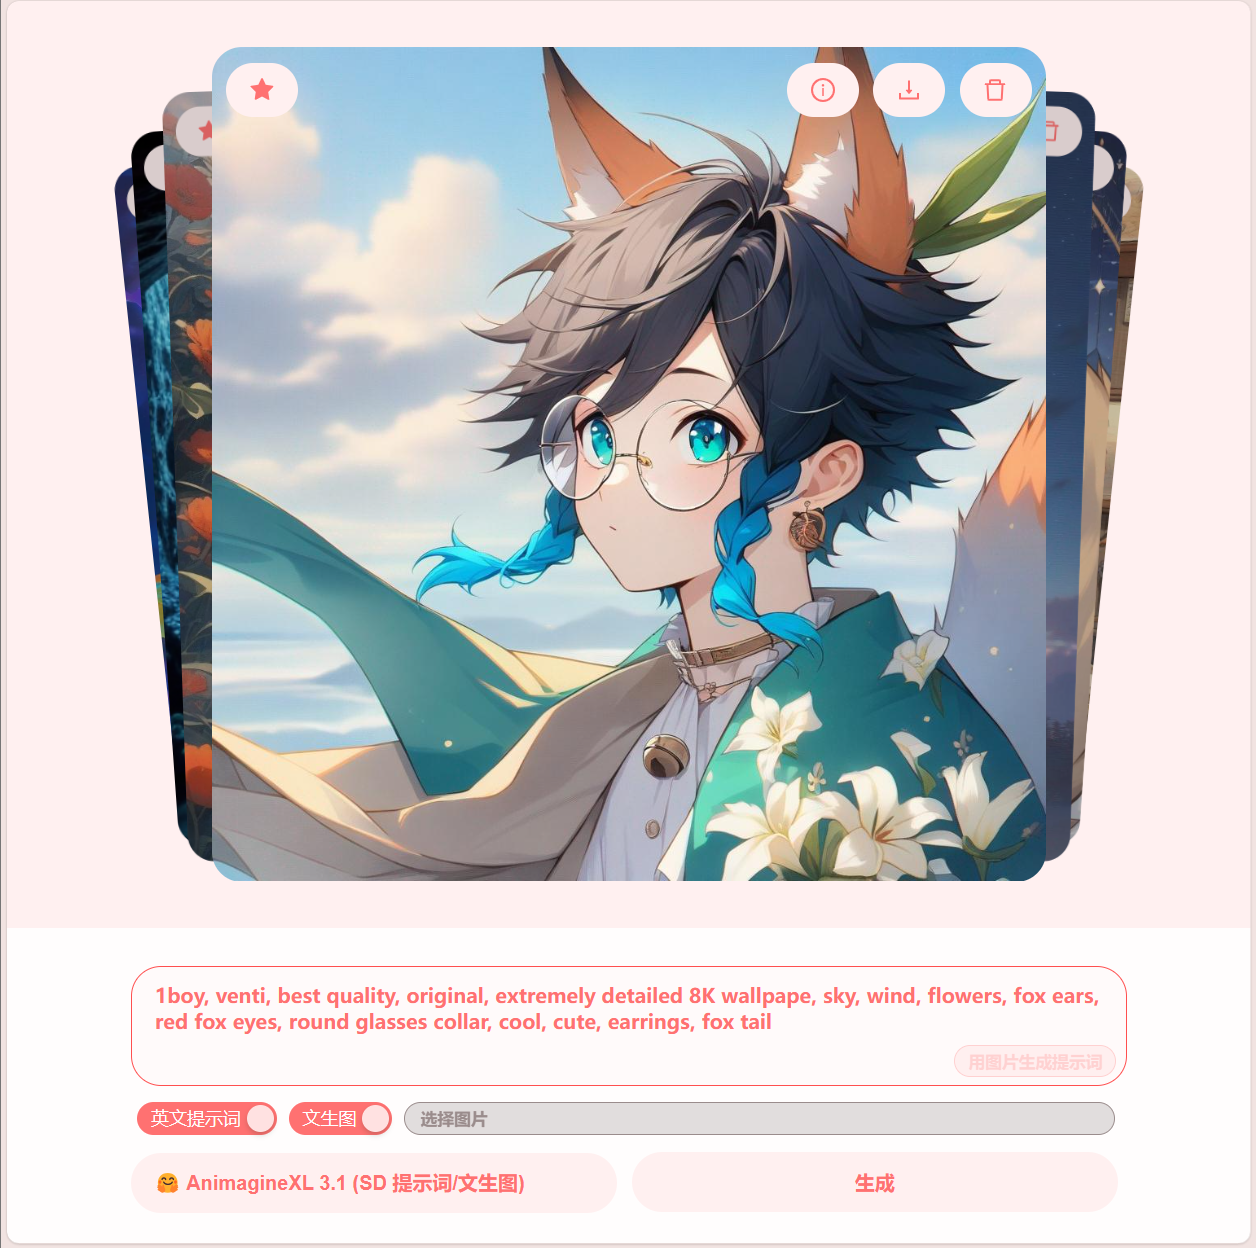 1boy, venti, best quality, original, extremely detailed 8K wallpape, sky, wind, flowers, fox ears,
red fox eyes, round glasses collar, cool, cute, earrings, fox tail
用图片生成提示词
英文提示词 文生图 选择图片
🤗 AnimagineXL 3.1 (SD 提示词/文生图) 生成